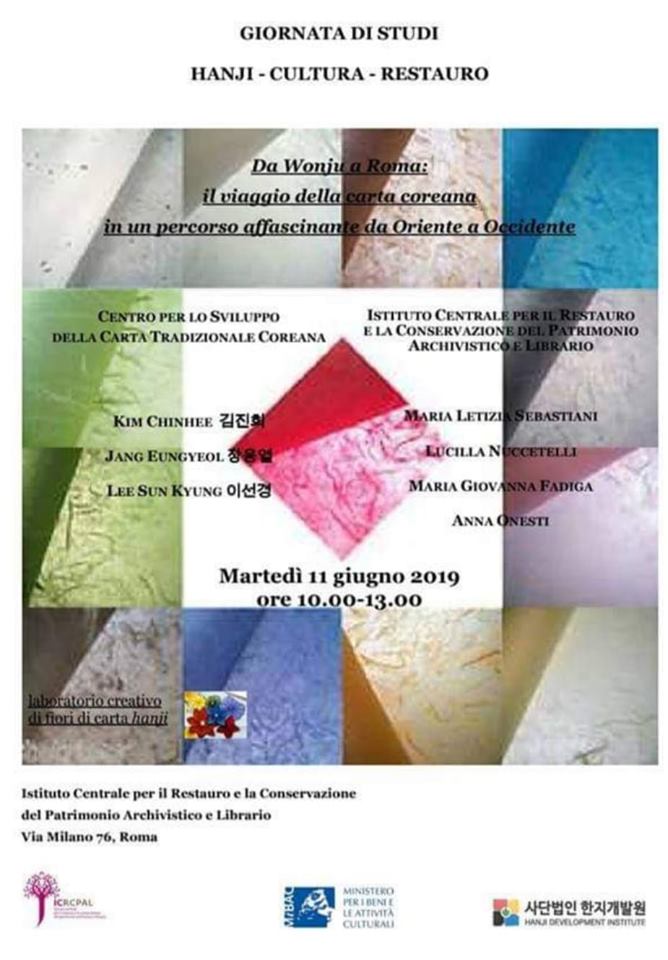 GIORNATA DI STUDI
HANJI - CULTURA - RESTAURO
Da Wonju a Roma:
il viaggio della carta coreana
in un percorso affascinante da Oriente a Occidente
CENTRO PER LO SVILUPPO
DELLA CARTA TRADIZIONALE COREANA
KIM CHINHEE 김진희
JANG EUNGYEOL 장응열
LEE SUN KYUNG 이선경
ISTITUTO CENTRALE PER IL RESTAURO
E LA CONSERVAZIONE DEL PATRIMONIO
ARCHIVISTICO E LIBRARIO
MARIA LETIZIA SEBASTIANI
LUCILLA NUCCETELLI
MARIA GIOVANNA FADIGA
ANNA ONESTI
Martedì 11 giugno 2019
ore 10.00-13.00
laboratorio creativo
di fiori di carta hanji
Istituto Centrale per il Restauro e la Conservazione
del Patrimonio Archivistico e Librario
Via Milano 76, Roma
ICRCPAL
MiBAC
MINISTERO
PER I BENI E
LE ATTIVITÀ
CULTURALI
사단법인 한지개발원
HANJI DEVELOPMENT INSTITUTE